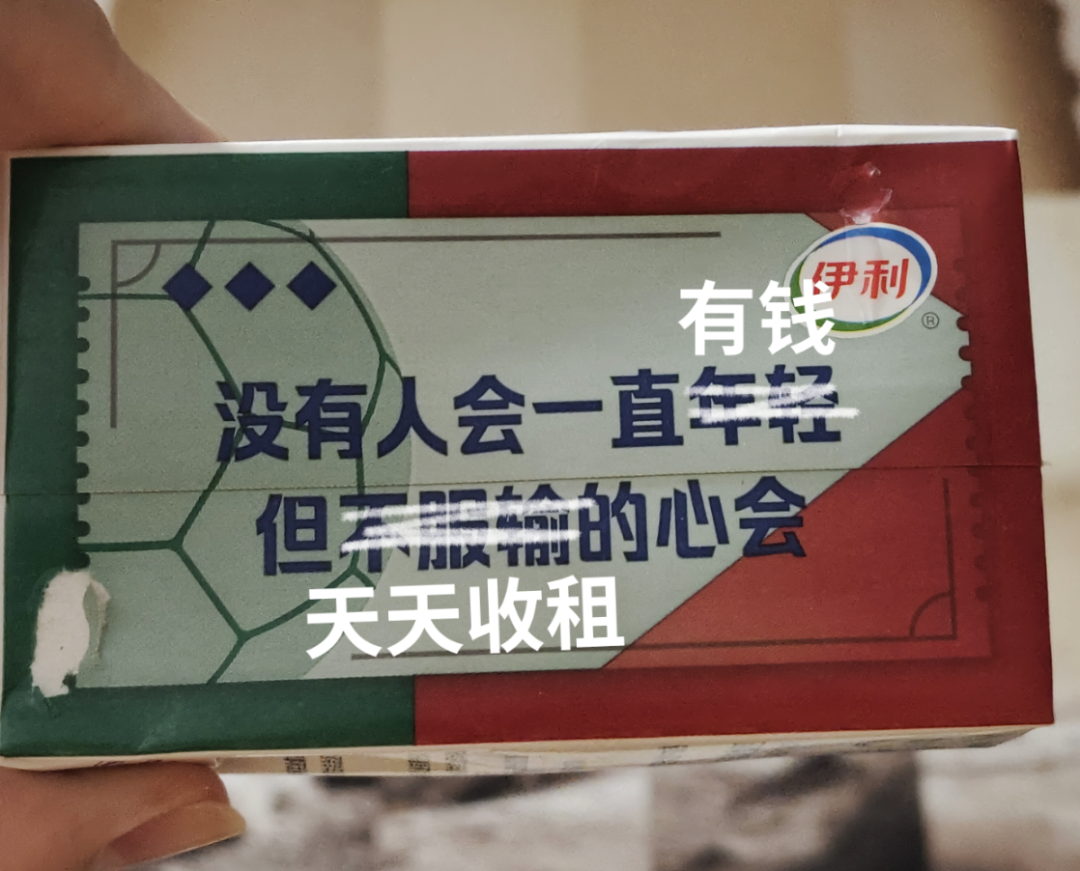 伊利
®
有钱
没有人会一直年轻
但不服输的心会
天天收租